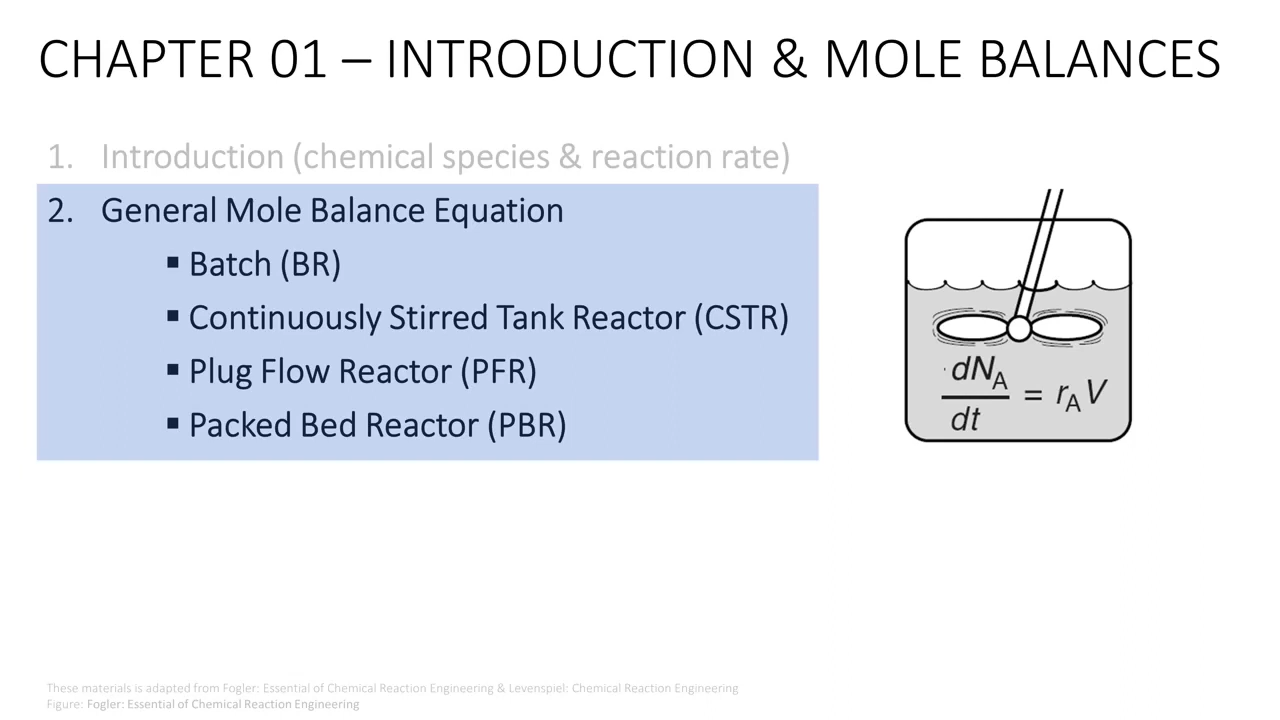 CHAPTER 01 – INTRODUCTION & MOLE BALANCES
1. Introduction (chemical species & reaction rate)
2. General Mole Balance Equation
▪ Batch (BR)
▪ Continuously Stirred Tank Reactor (CSTR)
▪ Plug Flow Reactor (PFR)
▪ Packed Bed Reactor (PBR)
dN_A/dt = r_A V
These materials is adapted from Fogler: Essential of Chemical Reaction Engineering & Levenspiel: Chemical Reaction Engineering
Figure: Fogler: Essential of Chemical Reaction Engineering